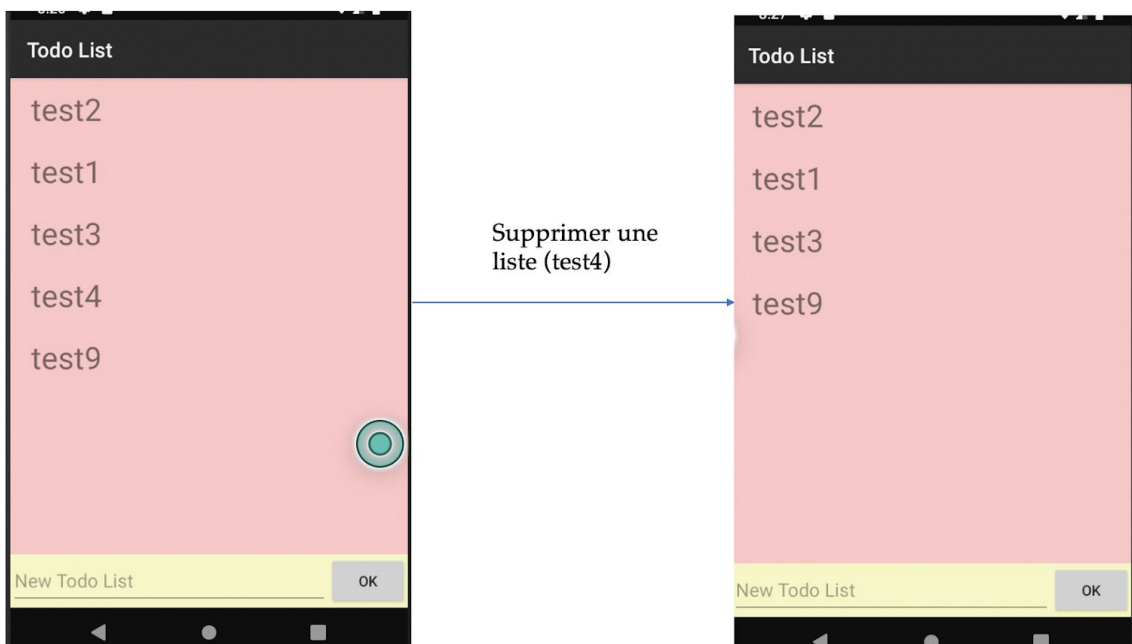 Todo List
test2
test1
test3
test4
test9
New Todo List
OK
Supprimer une
liste (test4)
Todo List
test2
test1
test3
test9
New Todo List
OK